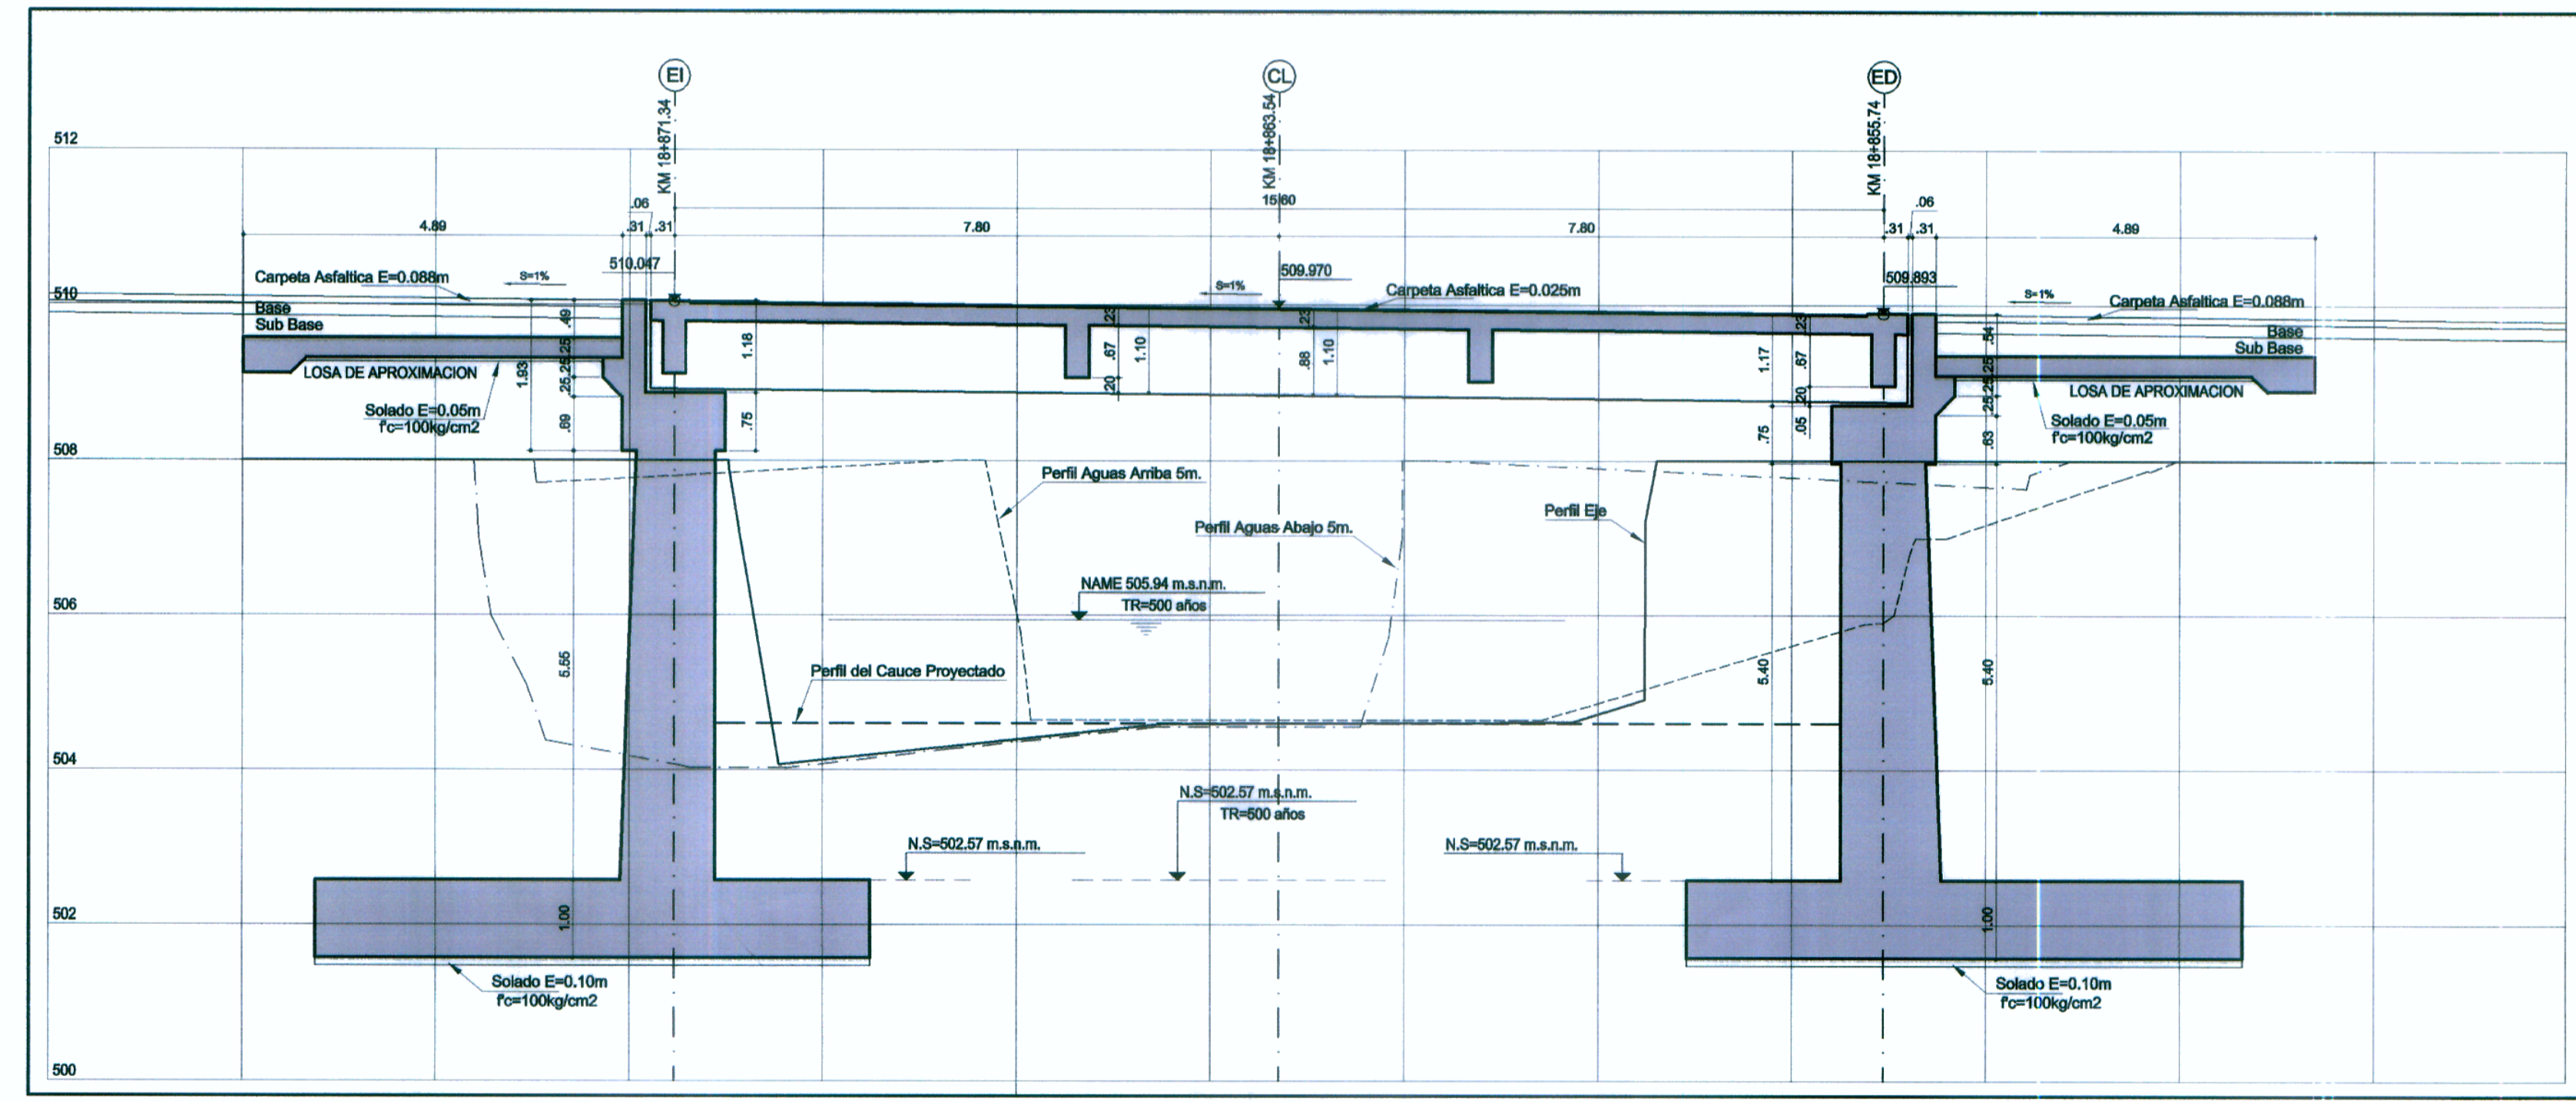 EI
CL
ED
KM 18+871.34
KM 18+863.54
KM 18+855.74
512
15.60
.06
.06
4.89
.31
.31
7.80
7.80
.31
.31
4.89
510.047
509.970
509.893
Carpeta Asfaltica E=0.088m
S=1%
S=1%
Carpeta Asfaltica E=0.025m
S=1%
Carpeta Asfaltica E=0.088m
510
Base
Sub Base
Base
Sub Base
.49
.25
.25
.25
1.93
.69
1.18
.75
.23
.67
.20
1.10
.23
.88
1.10
.23
.67
.20
.05
1.17
.75
.54
.25
.25
.25
.63
LOSA DE APROXIMACION
LOSA DE APROXIMACION
Solado E=0.05m
f'c=100kg/cm2
Solado E=0.05m
f'c=100kg/cm2
508
Perfil Aguas Arriba 5m.
Perfil Aguas Abajo 5m.
Perfil Eje
NAME 505.94 m.s.n.m.
TR=500 años
506
5.55
Perfil del Cauce Proyectado
5.40
5.40
504
N.S=502.57 m.s.n.m.
TR=500 años
N.S=502.57 m.s.n.m.
N.S=502.57 m.s.n.m.
502
1.00
1.00
Solado E=0.10m
f'c=100kg/cm2
Solado E=0.10m
f'c=100kg/cm2
500